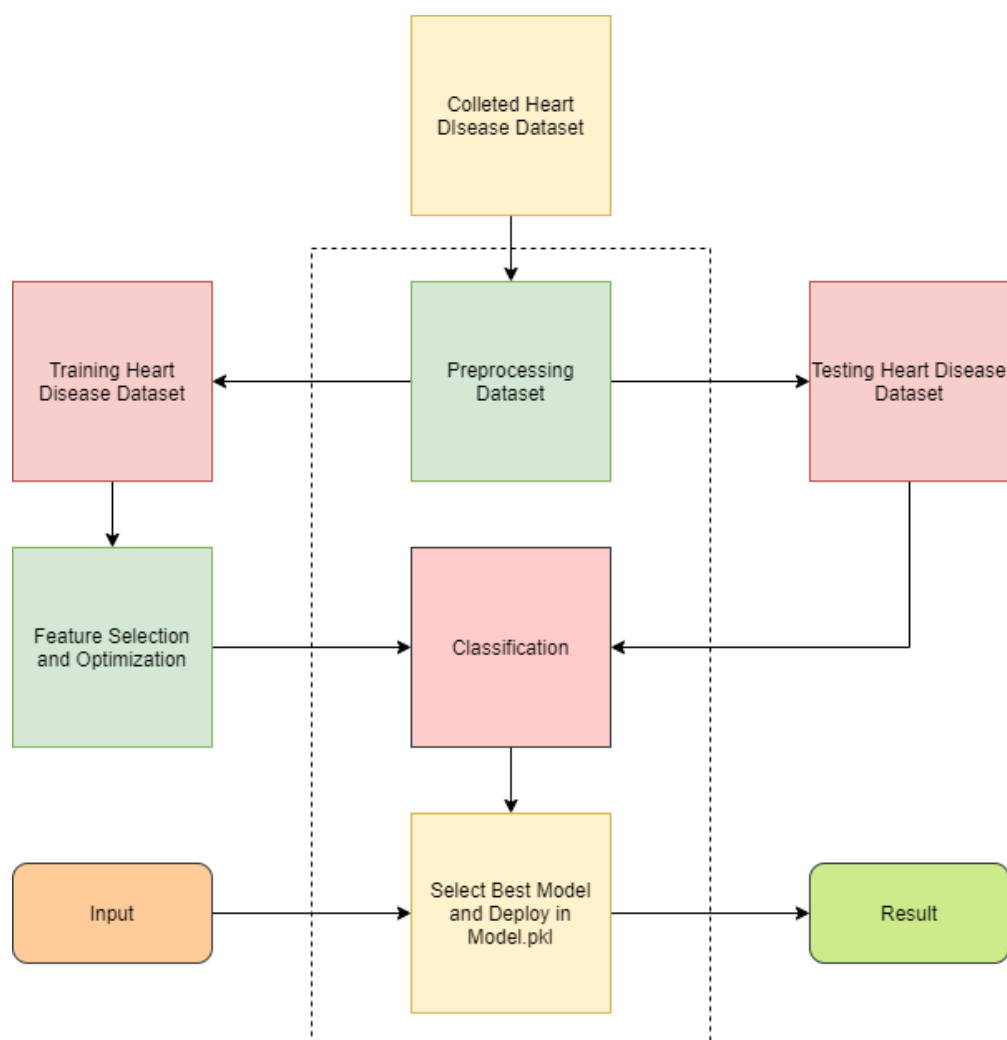 Colleted Heart
DIsease Dataset
Training Heart
Disease Dataset
Preprocessing
Dataset
Testing Heart Disease
Dataset
Feature Selection
and Optimization
Classification
Input
Select Best Model
and Deploy in
Model.pkl
Result